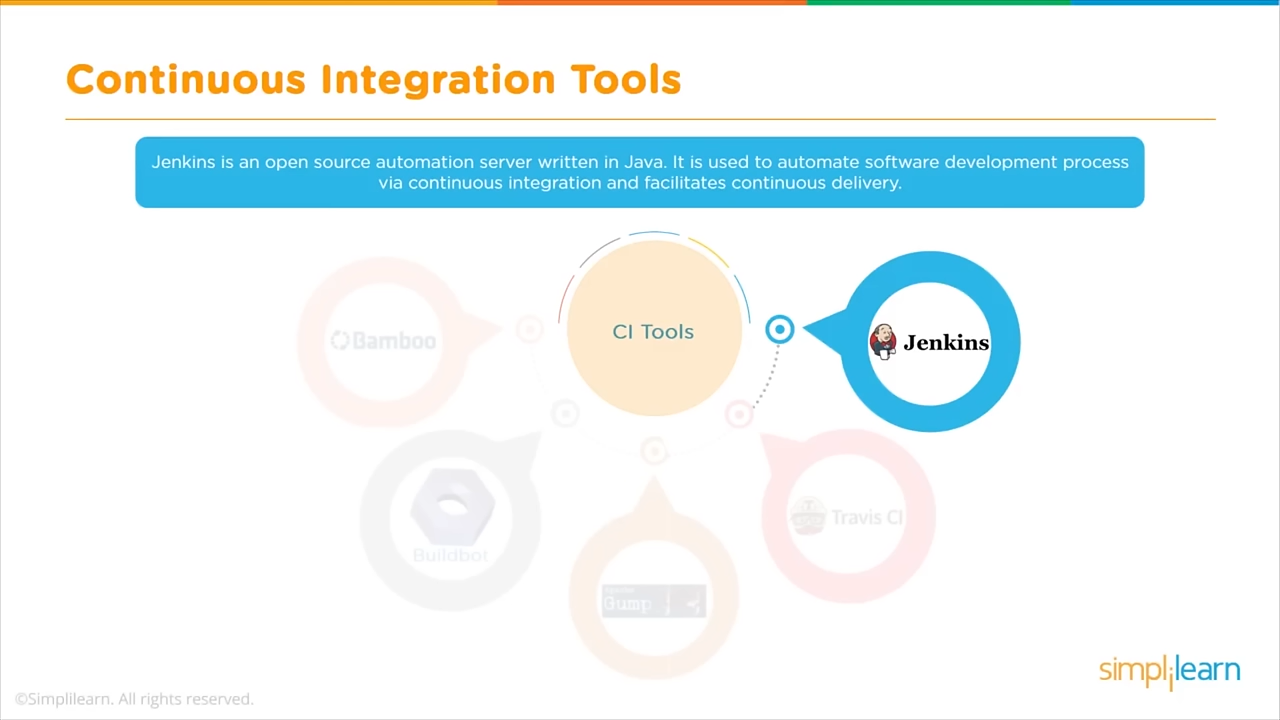 Continuous Integration Tools
Jenkins is an open source automation server written in Java. It is used to automate software development process
via continuous integration and facilitates continuous delivery.
CI Tools
Bamboo
Jenkins
Buildbot
Travis CI
Gump
simplilearn
©Simplilearn. All rights reserved.